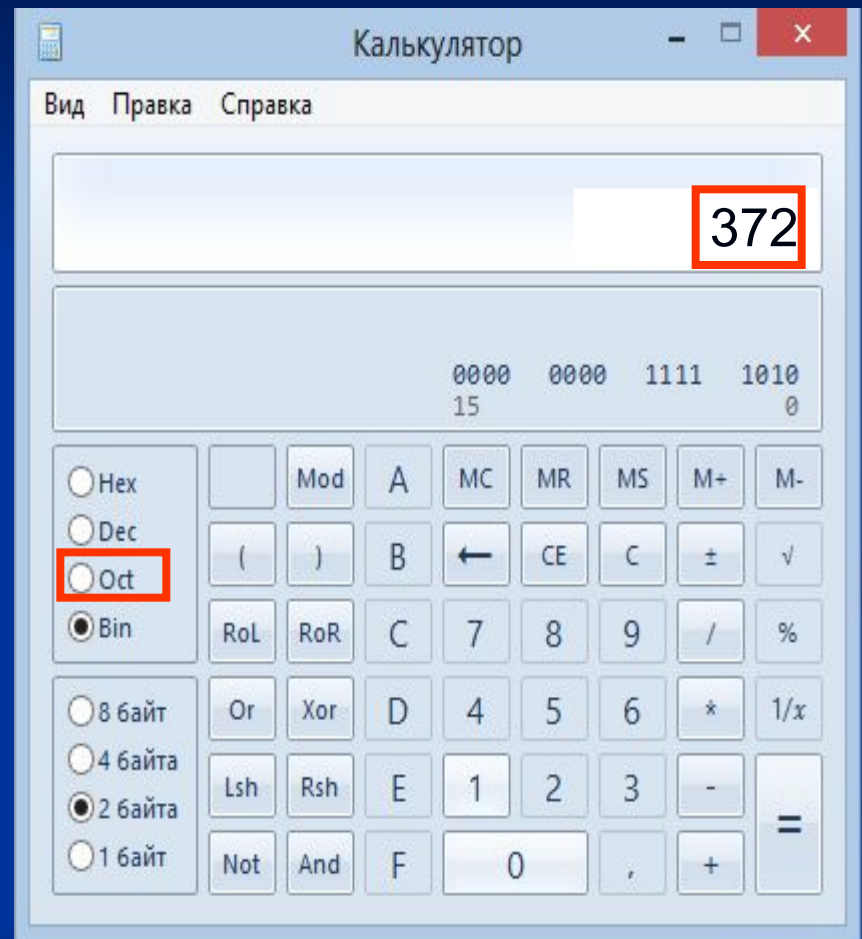 Калькулятор
Вид Правка Справка
372
0000 0000 1111 1010
15 0
Hex
Dec
Oct
Bin
8 байт
4 байта
2 байта
1 байт
Mod A MC MR MS M+ M-
( ) B ← CE C ± √
RoL RoR C 7 8 9 / %
Or Xor D 4 5 6 * 1/x
Lsh Rsh E 1 2 3 - =
Not And F 0 , +